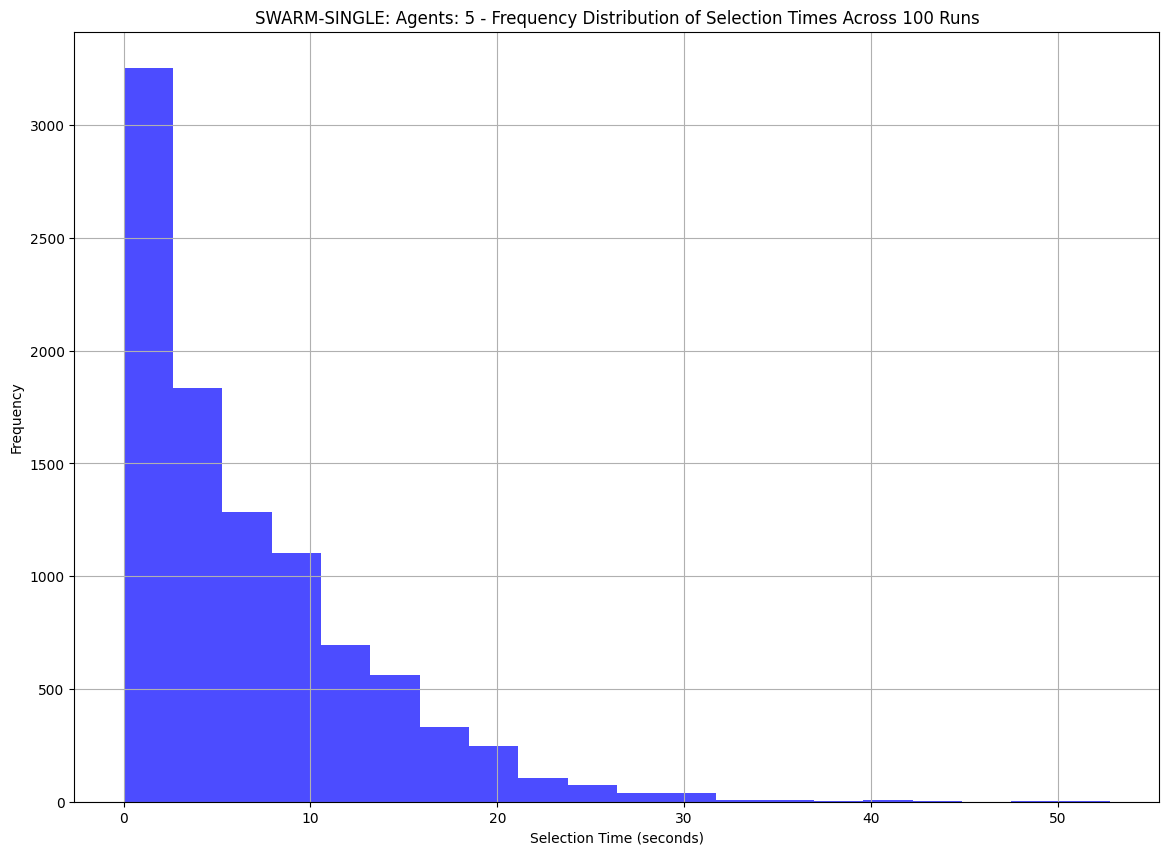 SWARM-SINGLE: Agents: 5 - Frequency Distribution of Selection Times Across 100 Runs
Frequency
3000
2500
2000
1500
1000
500
0
0 10 20 30 40 50
Selection Time (seconds)